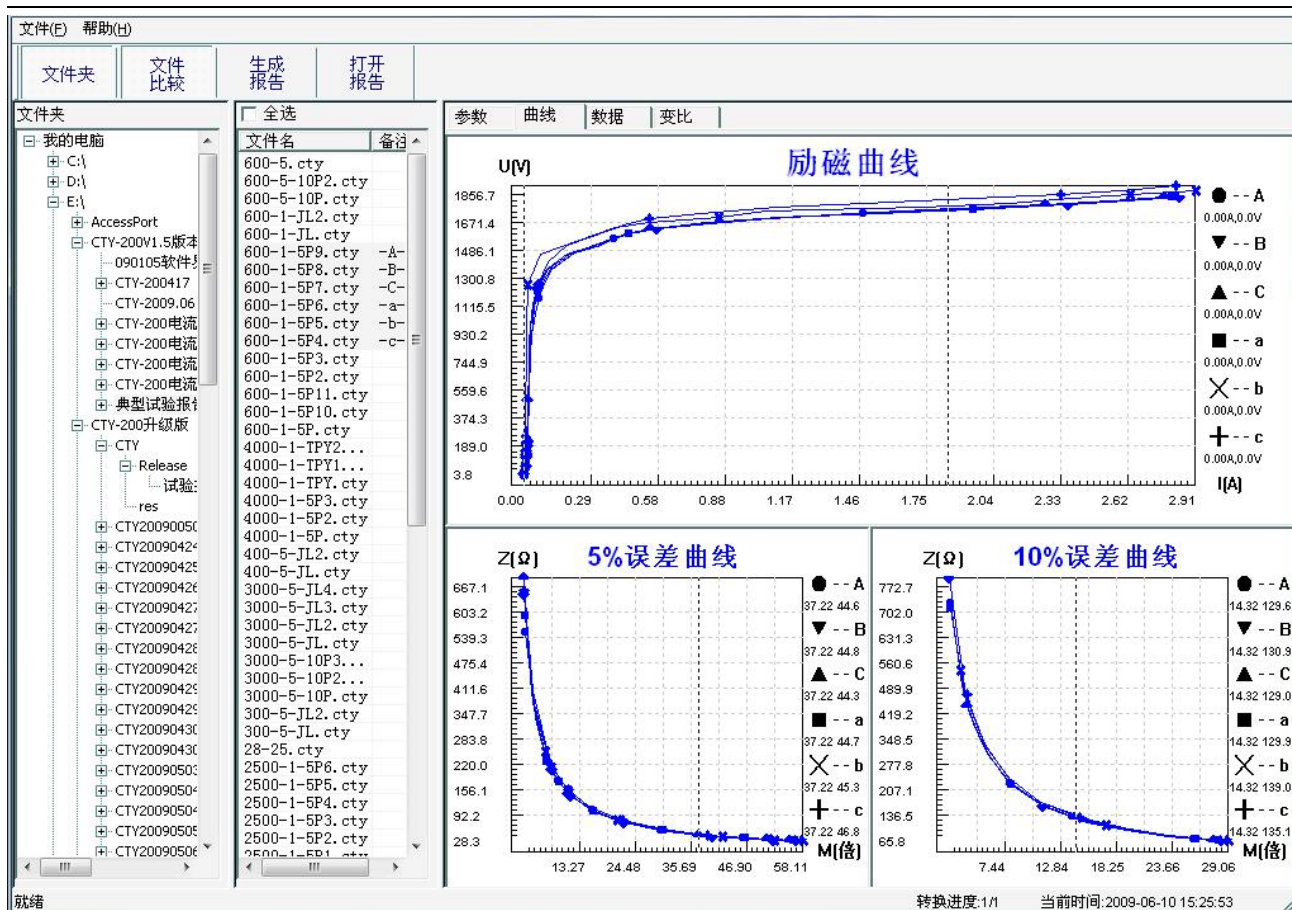 文件(F) 帮助(H)
文件夹
文件
比较
生成
报告
打开
报告
文件夹
我的电脑
C:\
D:\
E:\
AccessPort
CTY-200V1.5版本
090105软件
CTY-200417
CTY-2009.06
CTY-200电流
CTY-200电流
CTY-200电流
CTY-200电流
典型试验报告
CTY-200升级版
CTY
Release
试验
res
CTY2009050
CTY20090424
CTY20090425
CTY20090426
CTY20090427
CTY20090427
CTY20090428
CTY20090428
CTY20090429
CTY20090429
CTY20090430
CTY20090430
CTY20090503
CTY20090504
CTY20090504
CTY20090505
CTY20090506
全选
文件名 备注
600-5.cty
600-5-10P2.cty
600-5-10P.cty
600-1-JL2.cty
600-1-JL.cty
600-1-5P9.cty -A-
600-1-5P8.cty -B-
600-1-5P7.cty -C-
600-1-5P6.cty -a-
600-1-5P5.cty -b-
600-1-5P4.cty -c-
600-1-5P3.cty
600-1-5P2.cty
600-1-5P11.cty
600-1-5P10.cty
600-1-5P.cty
4000-1-TPY2...
4000-1-TPY1...
4000-1-TPY.cty
4000-1-5P3.cty
4000-1-5P2.cty
4000-1-5P.cty
400-5-JL2.cty
400-5-JL.cty
3000-5-JL4.cty
3000-5-JL3.cty
3000-5-JL2.cty
3000-5-JL.cty
3000-5-10P3...
3000-5-10P2...
3000-5-10P.cty
300-5-JL2.cty
300-5-JL.cty
28-25.cty
2500-1-5P6.cty
2500-1-5P5.cty
2500-1-5P4.cty
2500-1-5P3.cty
2500-1-5P2.cty
2500-1-5P1.cty
参数 曲线 数据 变比
励磁曲线
U(V)
1856.7
1671.4
1486.1
1300.8
1115.5
930.2
744.9
559.6
374.3
189.0
3.8
0.00 0.29 0.58 0.88 1.17 1.46 1.75 2.04 2.33 2.62 2.91
I(A)
-- A
0.00A,0.0V
-- B
0.00A,0.0V
-- C
0.00A,0.0V
-- a
0.00A,0.0V
-- b
0.00A,0.0V
-- c
0.00A,0.0V
Z(Ω) 5%误差曲线
667.1
603.2
539.3
475.4
411.6
347.7
283.8
220.0
156.1
92.2
28.3
13.27 24.48 35.69 46.90 58.11
M(倍)
-- A
37.22 44.6
-- B
37.22 44.8
-- C
37.22 44.3
-- a
37.22 44.7
-- b
37.22 45.3
-- c
37.22 46.8
Z(Ω) 10%误差曲线
772.7
702.0
631.3
560.6
489.9
419.2
348.5
277.8
207.1
136.5
65.8
7.44 12.84 18.25 23.66 29.06
M(倍)
-- A
14.32 129.6
-- B
14.32 130.9
-- C
14.32 129.0
-- a
14.32 129.9
-- b
14.32 139.0
-- c
14.32 135.1
就绪
转换进度:1/1 当前时间:2009-06-10 15:25:53